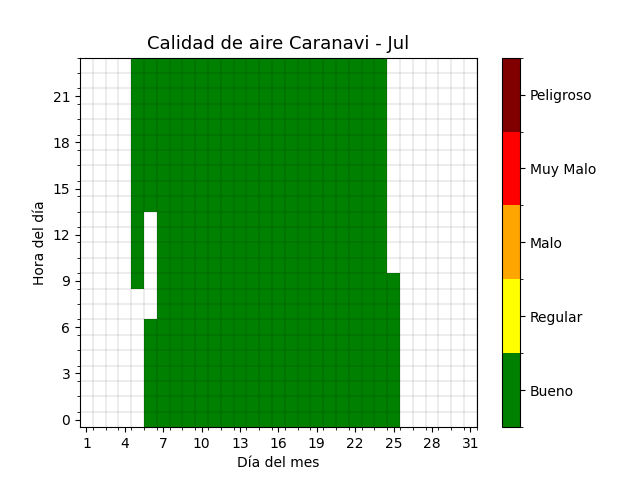 Calidad de aire Caranavi - Jul
Hora del día
21
18
15
12
9
6
3
0
1 4 7 10 13 16 19 22 25 28 31
Día del mes
Peligroso
Muy Malo
Malo
Regular
Bueno